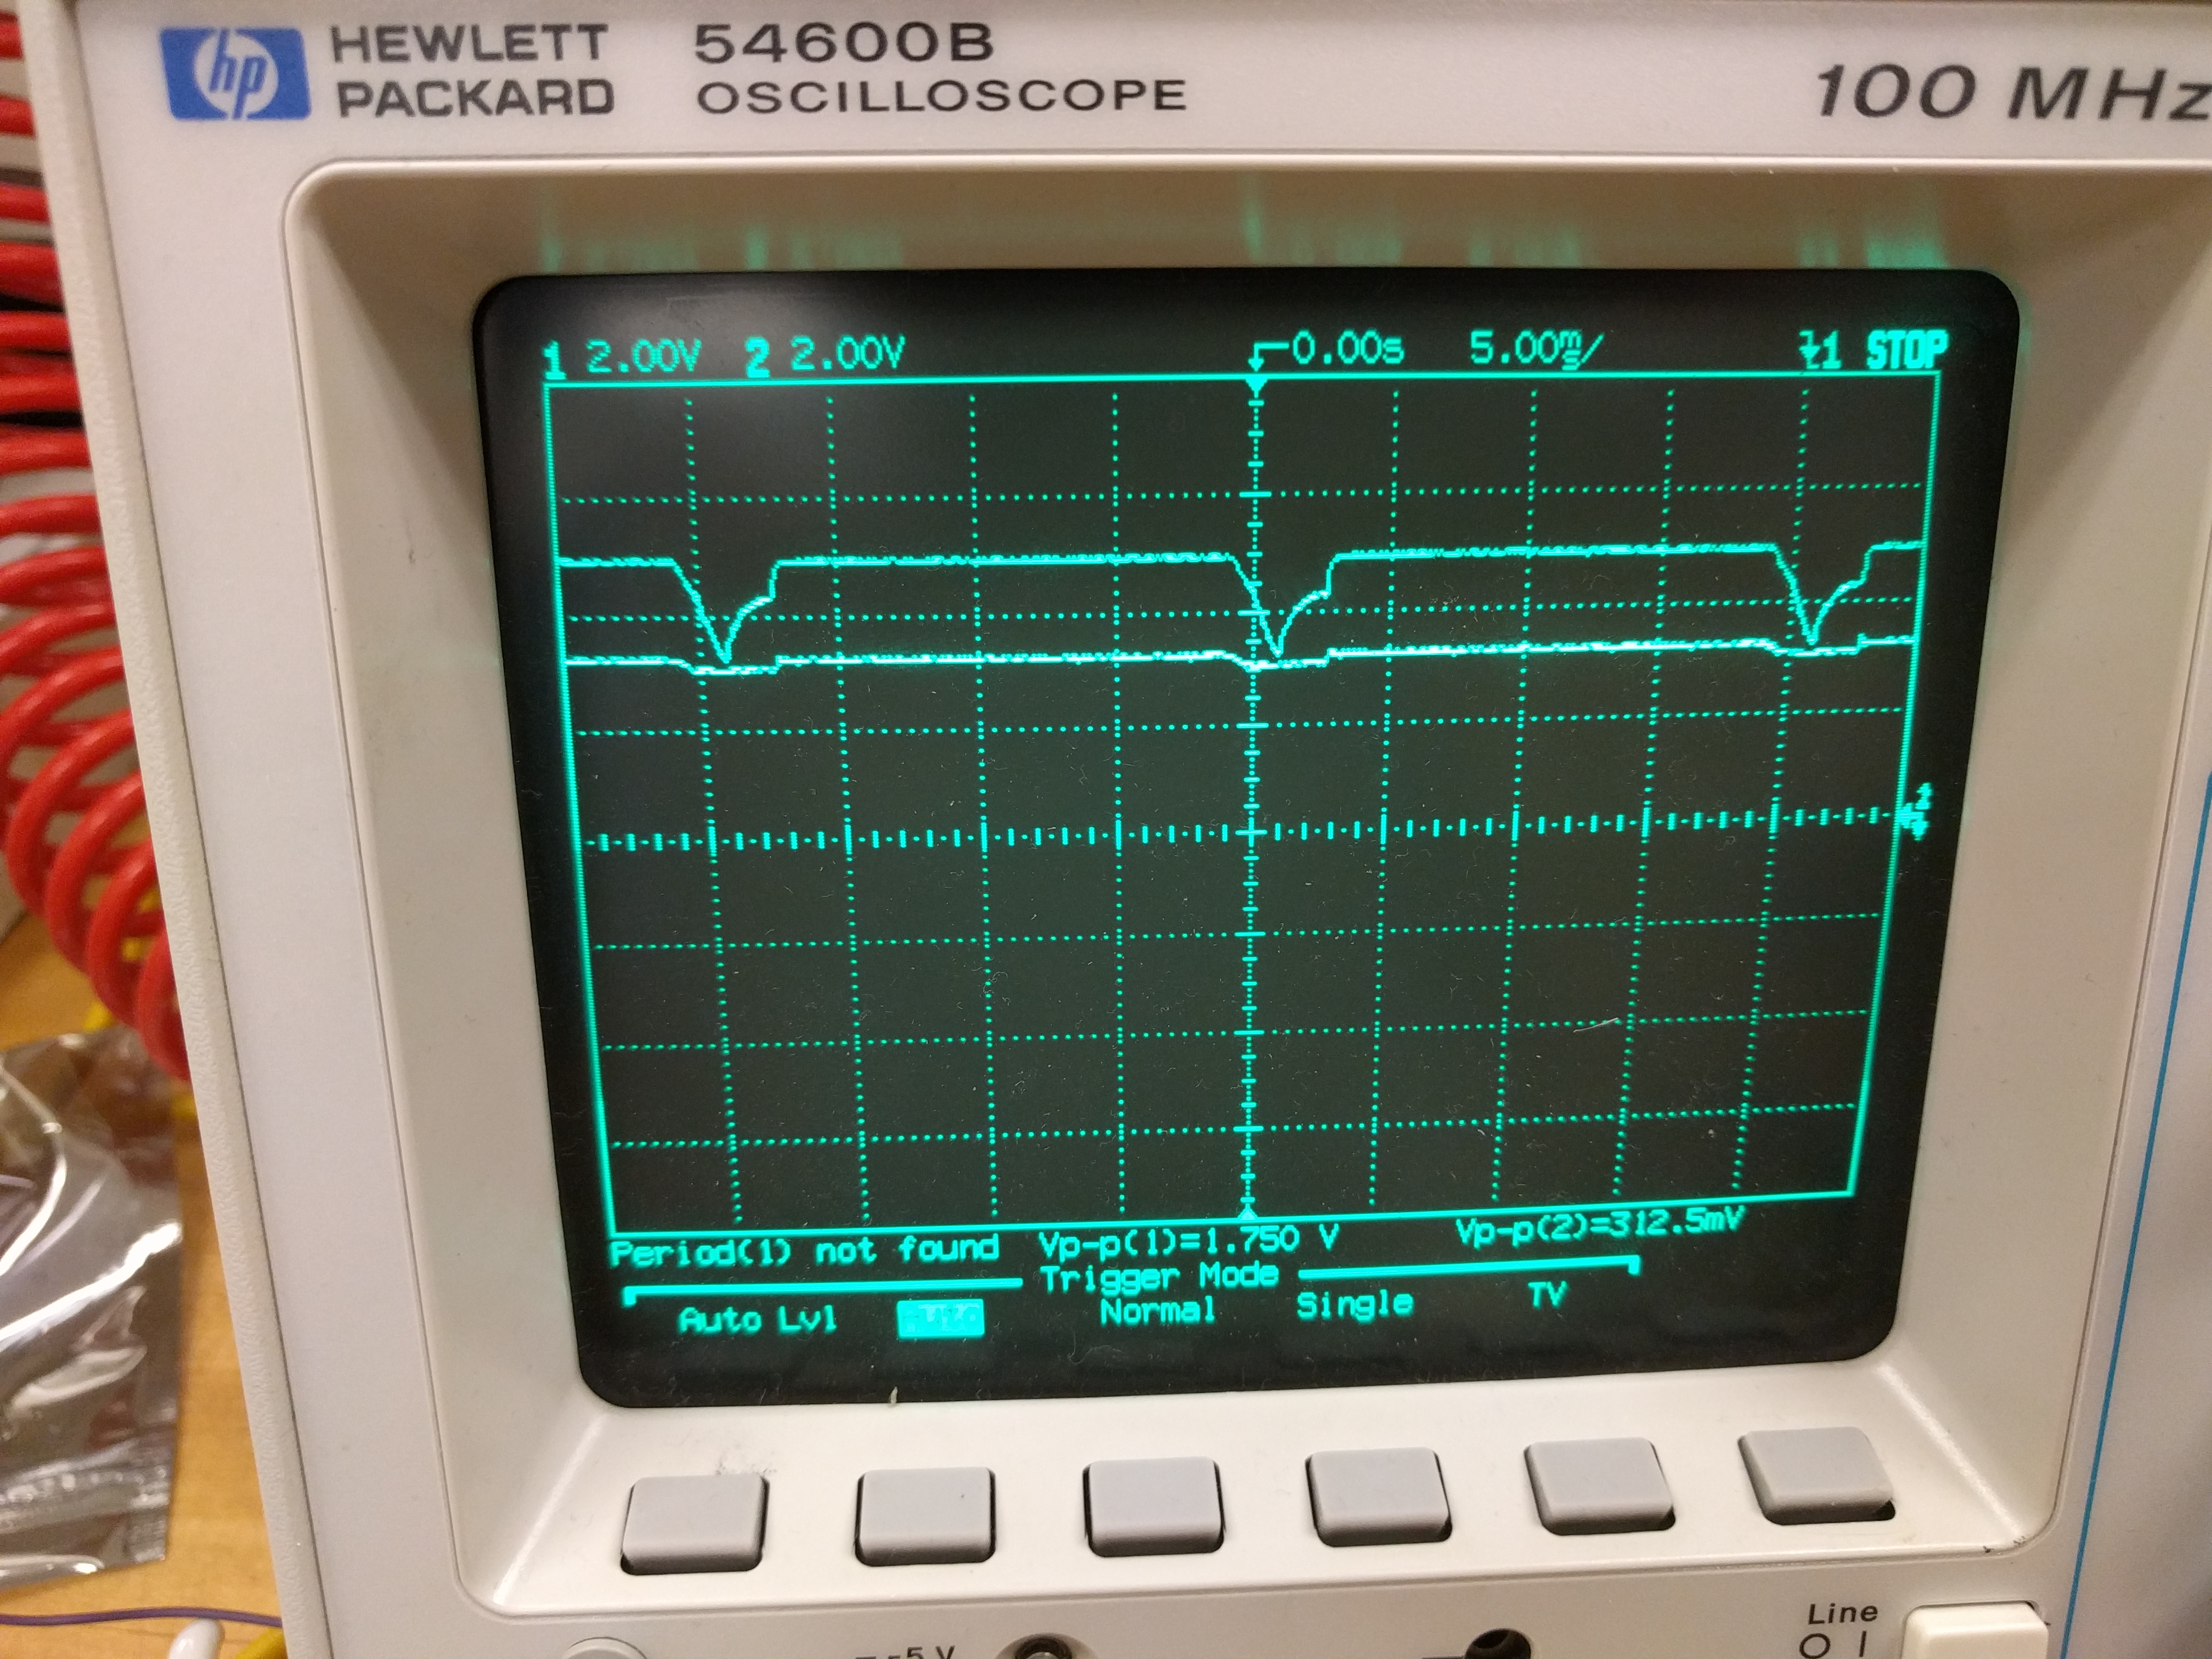 hp HEWLETT PACKARD 54600B OSCILLOSCOPE 100 MHz
1 2.00V 2 2.00V 0.00s 5.00ms/ 1 STOP
Period(1) not found Vp-p(1)=1.750 V Vp-p(2)=312.5mV
Trigger Mode
Auto Lvl Normal Single TV
Line
5 V